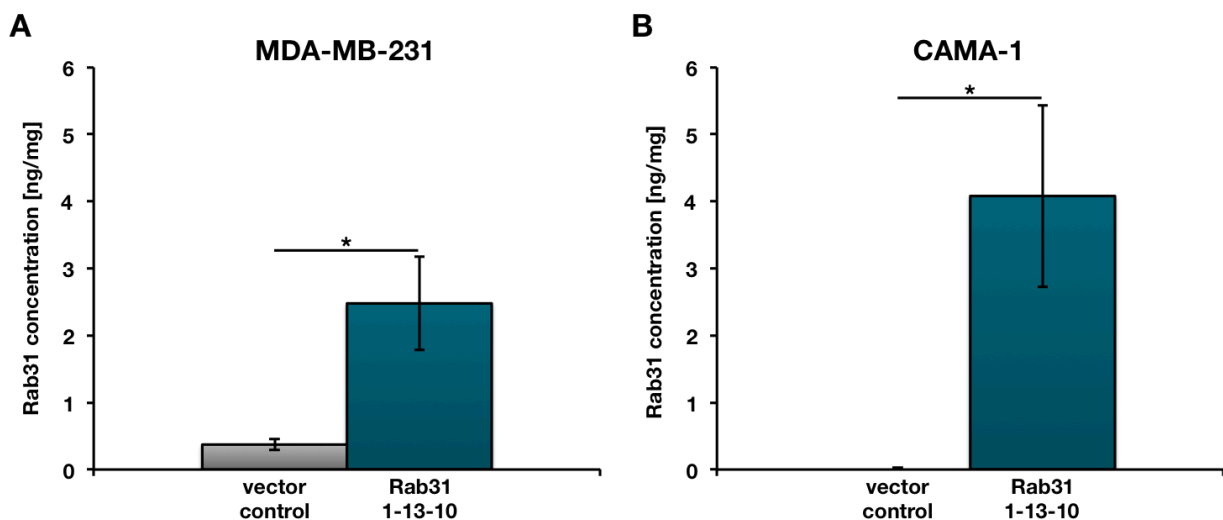 A
MDA-MB-231
6
5
4
3
2
1
0
Rab31 concentration [ng/mg]
*
vector
control
Rab31
1-13-10
B
CAMA-1
6
5
4
3
2
1
0
Rab31 concentration [ng/mg]
*
vector
control
Rab31
1-13-10